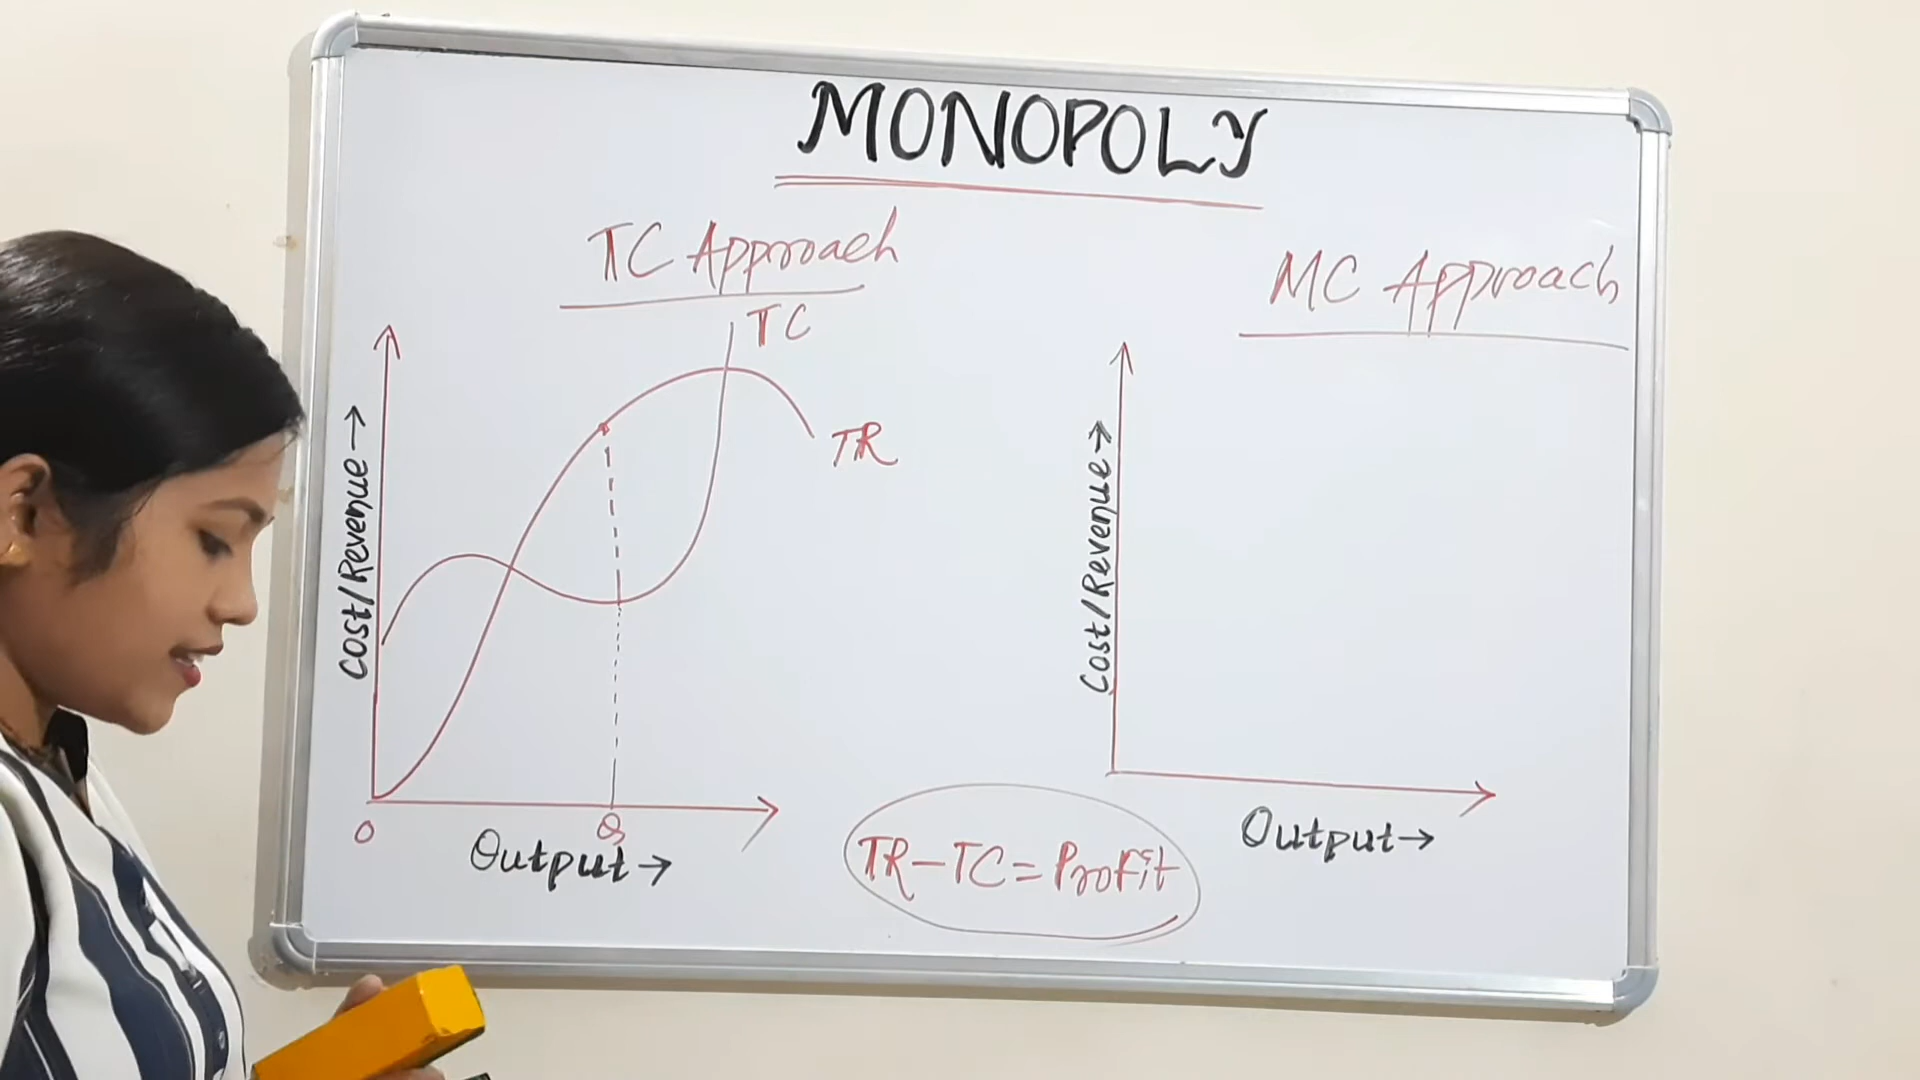 MONOPOLY
TC Approach
TC
TR
Cost/Revenue →
O
Q
Output →
TR - TC = Profit
MC Approach
Cost/Revenue →
Output →